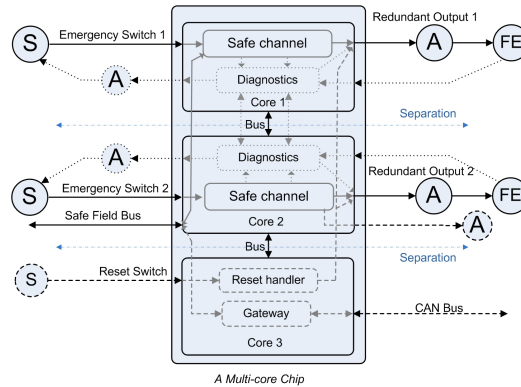 Emergency Switch 1
Redundant Output 1
S
Safe channel
A
FE
A
Diagnostics
Core 1
Bus
Separation
A
Diagnostics
Redundant Output 2
S
Emergency Switch 2
Safe channel
A
FE
Safe Field Bus
Core 2
A
Bus
Separation
S
Reset Switch
Reset handler
Gateway
CAN Bus
Core 3
A Multi-core Chip